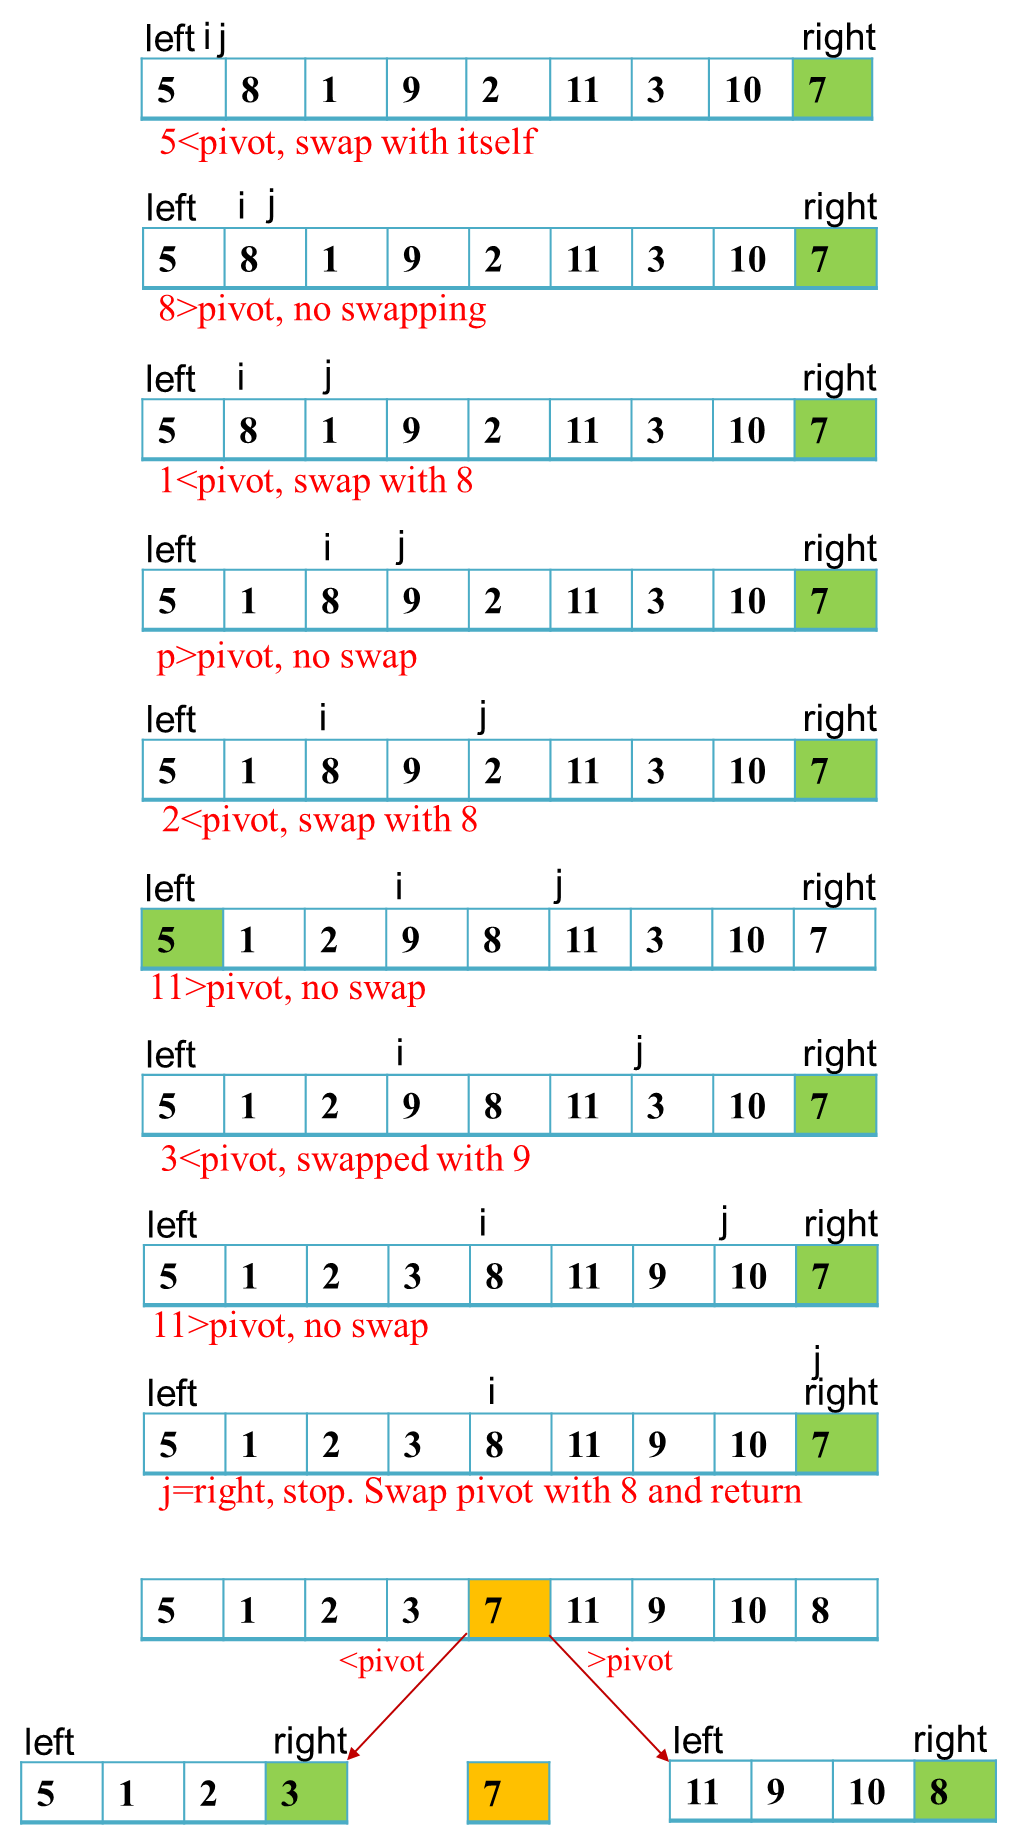 left i j right
5 8 1 9 2 11 3 10 7
5<pivot, swap with itself
left i j right
5 8 1 9 2 11 3 10 7
8>pivot, no swapping
left i j right
5 8 1 9 2 11 3 10 7
1<pivot, swap with 8
left i j right
5 1 8 9 2 11 3 10 7
p>pivot, no swap
left i j right
5 1 8 9 2 11 3 10 7
2<pivot, swap with 8
left i j right
5 1 2 9 8 11 3 10 7
11>pivot, no swap
left i j right
5 1 2 9 8 11 3 10 7
3<pivot, swapped with 9
left i j right
5 1 2 3 8 11 9 10 7
11>pivot, no swap
j
left i right
5 1 2 3 8 11 9 10 7
j=right, stop. Swap pivot with 8 and return
5 1 2 3 7 11 9 10 8
<pivot >pivot
left right left right
5 1 2 3 7 11 9 10 8